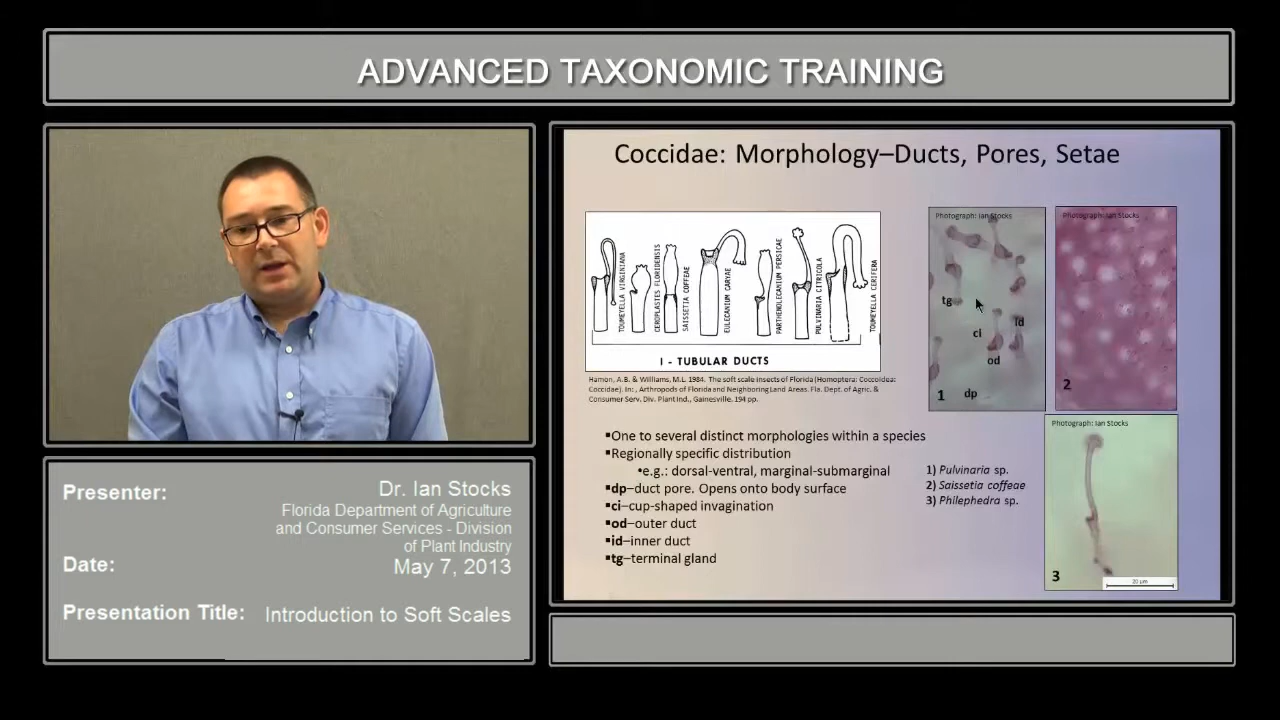 ADVANCED TAXONOMIC TRAINING
Presenter:
Dr. Ian Stocks
Florida Department of Agriculture
and Consumer Services - Division
of Plant Industry
Date:
May 7, 2013
Presentation Title:
Introduction to Soft Scales
Coccidae: Morphology–Ducts, Pores, Setae
TOUMEYELLA VIRGINIANA
CEROPLASTES FLORIDENSIS
SAISSETIA COFFEAE
EULECANIUM CARYAE
PARTHENOLECANIUM PERSICAE
PULVINARIA CITRICOLA
TOUMEYELLA CERIFERA
I - TUBULAR DUCTS
Hamon, A.B. & Williams, M.L. 1984. The soft scale insects of Florida (Homoptera: Coccoidea:
Coccidae). In:, Arthropods of Florida and Neighboring Land Areas. Fla. Dept. of Agric. &
Consumer Serv. Div. Plant Ind., Gainesville. 194 pp.
▪One to several distinct morphologies within a species
▪Regionally specific distribution
•e.g.: dorsal-ventral, marginal-submarginal
▪dp–duct pore. Opens onto body surface
▪ci–cup-shaped invagination
▪od–outer duct
▪id–inner duct
▪tg–terminal gland
Photograph: Ian Stocks
tg
ci
id
od
dp
1
Photograph: Ian Stocks
2
1) Pulvinaria sp.
2) Saissetia coffeae
3) Philephedra sp.
Photograph: Ian Stocks
3
20 µm